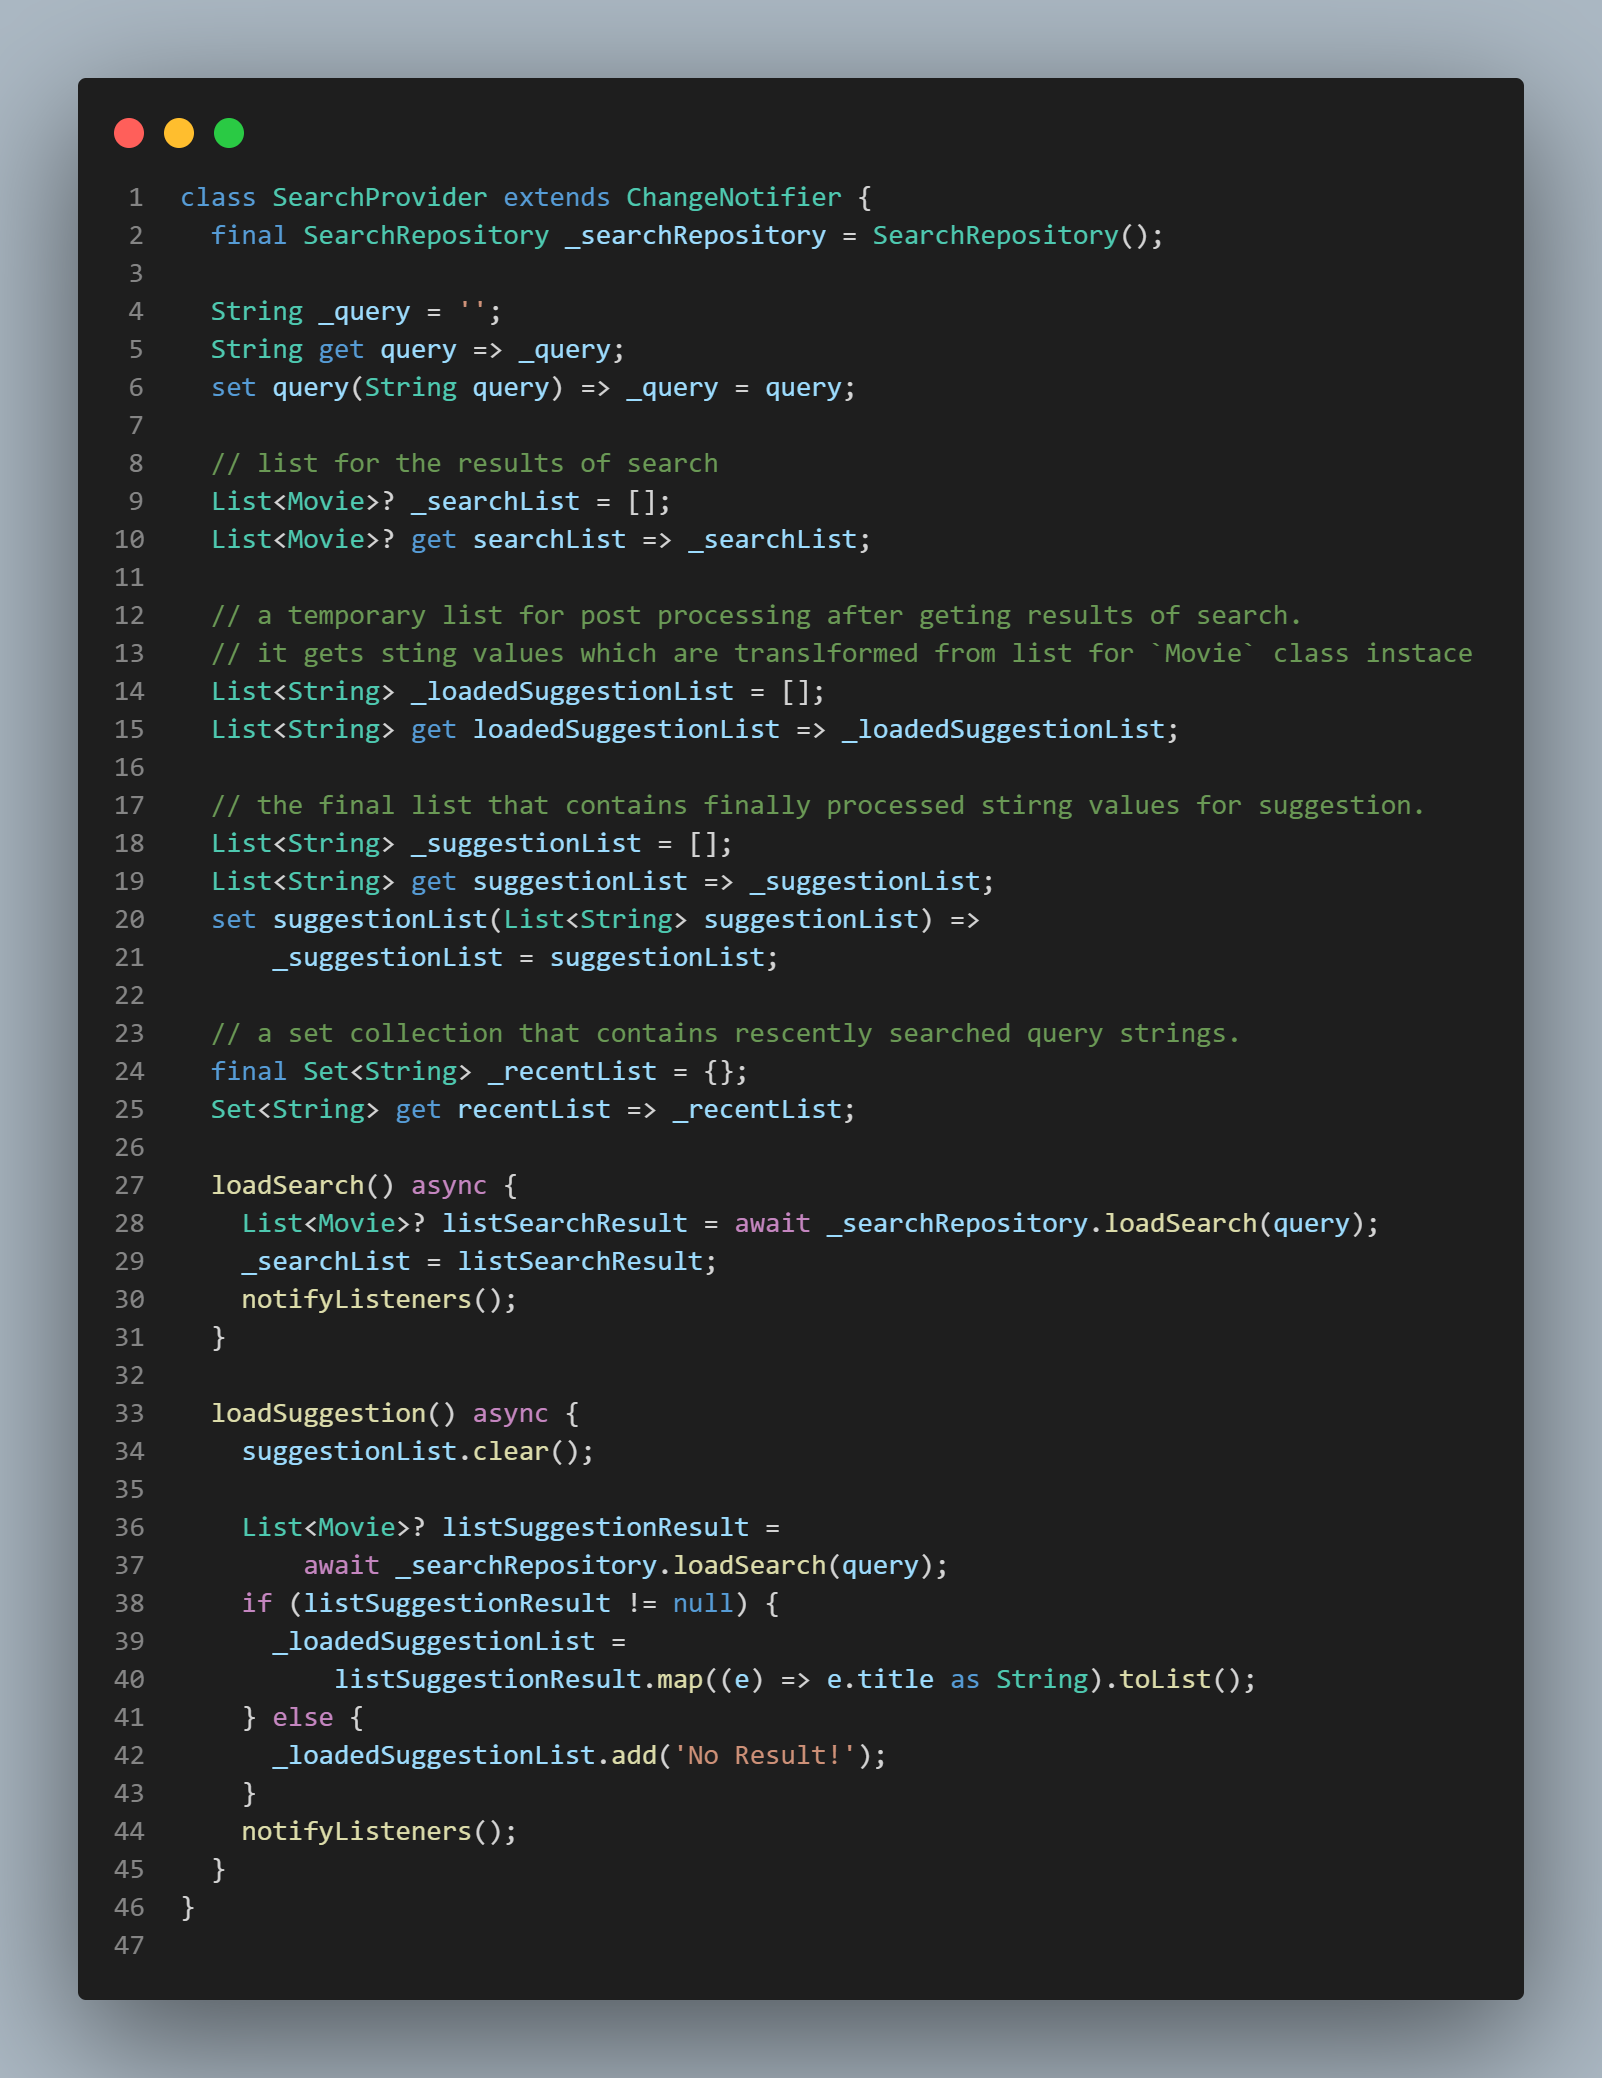 1 class SearchProvider extends ChangeNotifier {
2   final SearchRepository _searchRepository = SearchRepository();
3
4   String _query = '';
5   String get query => _query;
6   set query(String query) => _query = query;
7
8   // list for the results of search
9   List<Movie>? _searchList = [];
10   List<Movie>? get searchList => _searchList;
11
12   // a temporary list for post processing after geting results of search.
13   // it gets sting values which are translformed from list for `Movie` class instace
14   List<String> _loadedSuggestionList = [];
15   List<String> get loadedSuggestionList => _loadedSuggestionList;
16
17   // the final list that contains finally processed stirng values for suggestion.
18   List<String> _suggestionList = [];
19   List<String> get suggestionList => _suggestionList;
20   set suggestionList(List<String> suggestionList) =>
21       _suggestionList = suggestionList;
22
23   // a set collection that contains rescently searched query strings.
24   final Set<String> _recentList = {};
25   Set<String> get recentList => _recentList;
26
27   loadSearch() async {
28     List<Movie>? listSearchResult = await _searchRepository.loadSearch(query);
29     _searchList = listSearchResult;
30     notifyListeners();
31   }
32
33   loadSuggestion() async {
34     suggestionList.clear();
35
36     List<Movie>? listSuggestionResult =
37         await _searchRepository.loadSearch(query);
38     if (listSuggestionResult != null) {
39       _loadedSuggestionList =
40           listSuggestionResult.map((e) => e.title as String).toList();
41     } else {
42       _loadedSuggestionList.add('No Result!');
43     }
44     notifyListeners();
45   }
46 }
47